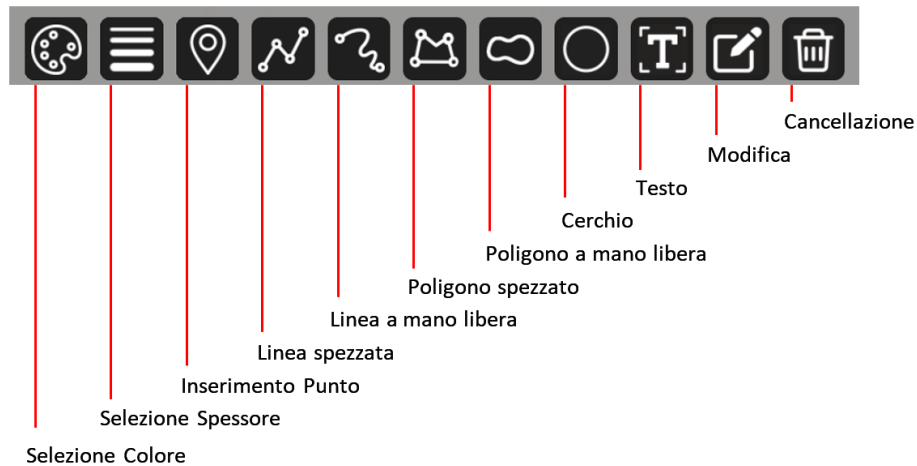 Cancellazione
Modifica
Testo
Cerchio
Poligono a mano libera
Poligono spezzato
Linea a mano libera
Linea spezzata
Inserimento Punto
Selezione Spessore
Selezione Colore